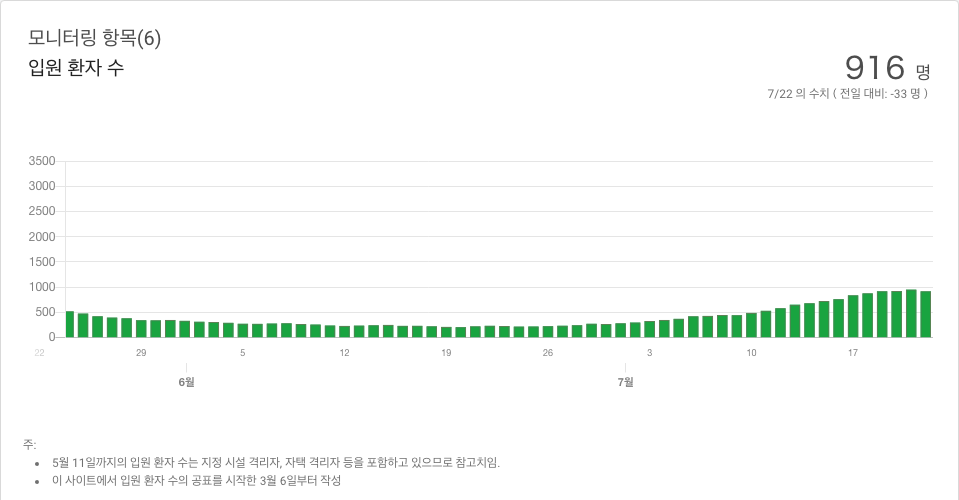 모니터링 항목(6)
입원 환자 수
916 명
7/22 의 수치 ( 전일 대비: -33 명 )
3500
3000
2500
2000
1500
1000
500
0
22 29 5 12 19 26 3 10 17
6월 7월
주:
• 5월 11일까지의 입원 환자 수는 지정 시설 격리자, 자택 격리자 등을 포함하고 있으므로 참고치임.
• 이 사이트에서 입원 환자 수의 공표를 시작한 3월 6일부터 작성